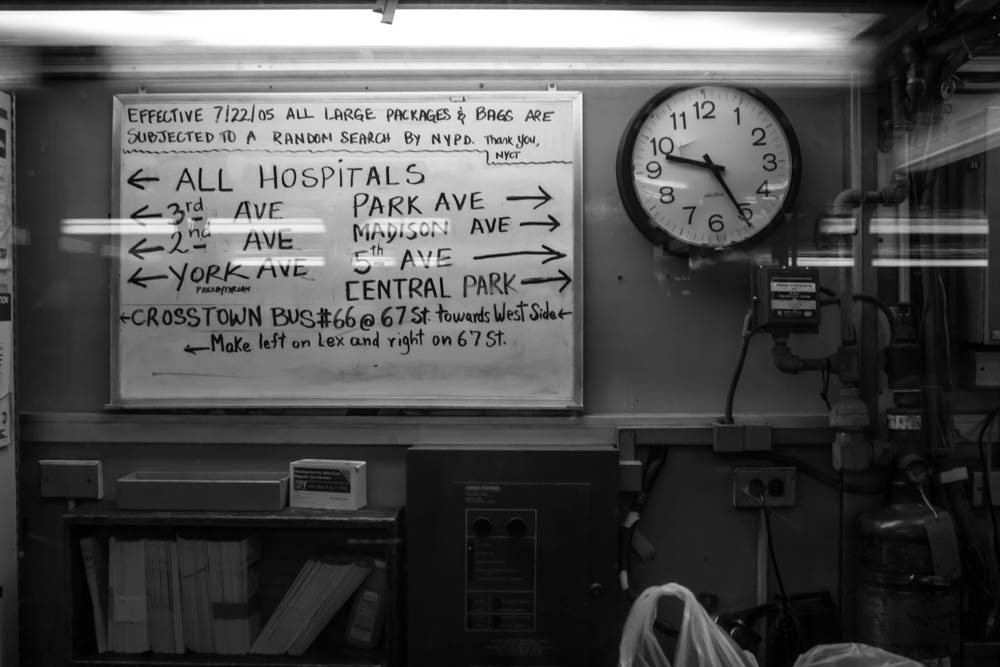 EFFECTIVE 7/22/05 ALL LARGE PACKAGES & BAGS ARE
SUBJECTED TO A RANDOM SEARCH BY NYPD. Thank you,
NYCT
← ALL HOSPITALS
← 3rd AVE
← 2nd AVE
← YORK AVE
PRESBYTERIAN
PARK AVE →
MADISON AVE →
5th AVE →
CENTRAL PARK →
←CROSSTOWN BUS #66 @ 67 St. towards West Side←
←Make left on Lex and right on 67 St.
12
1
2
3
4
5
6
7
8
9
10
11